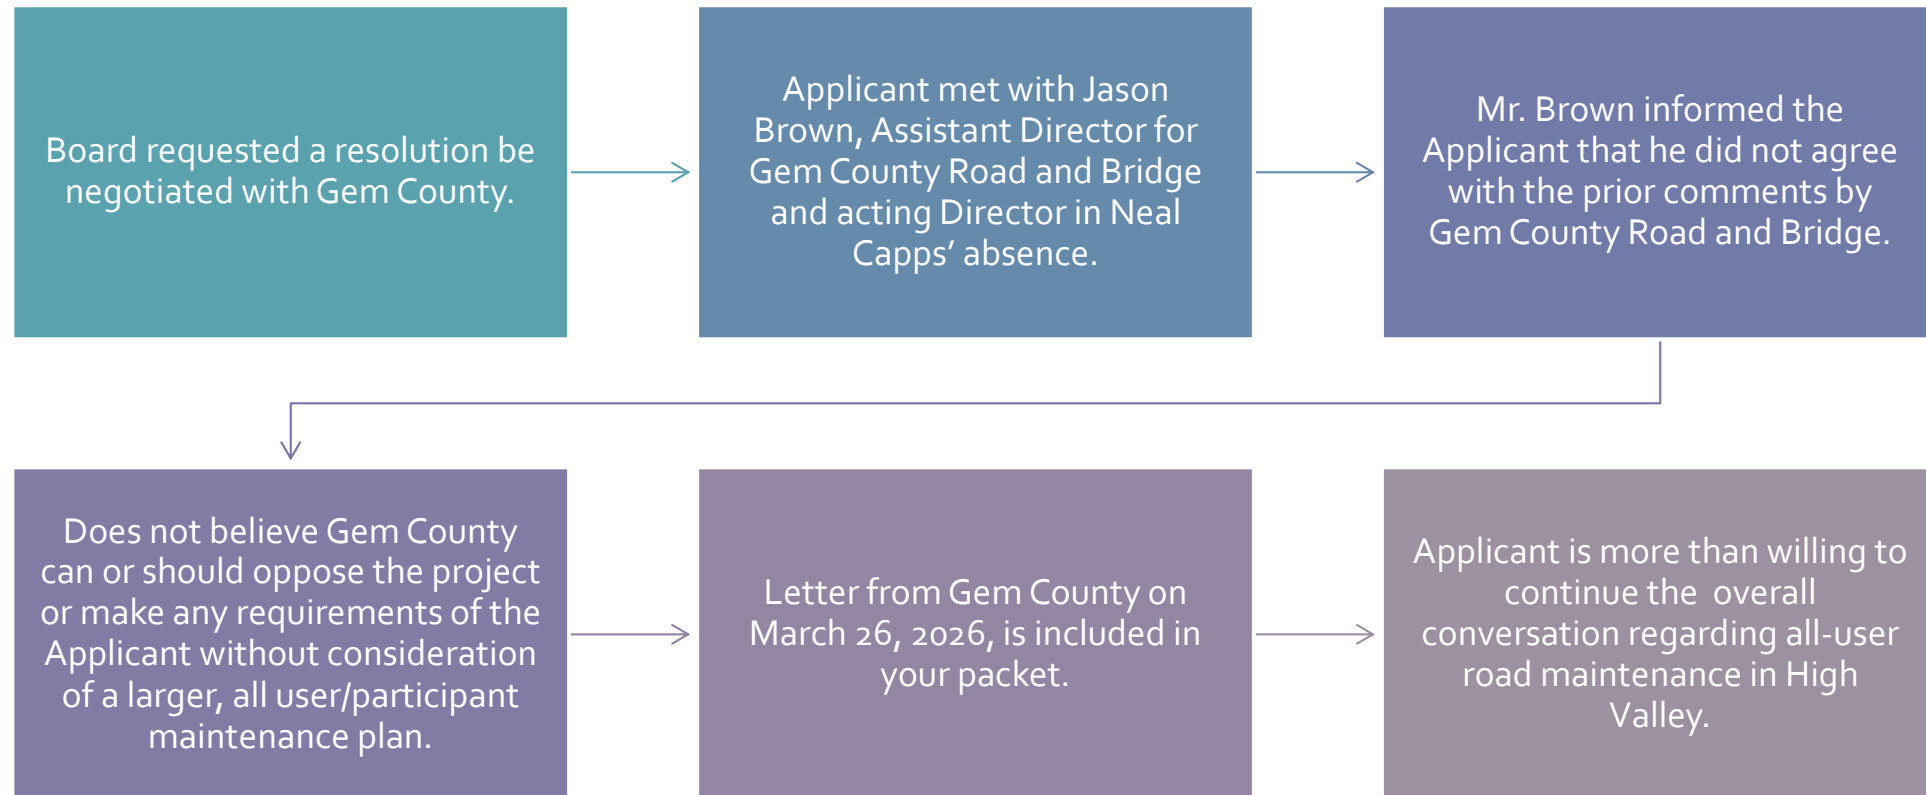 Board requested a resolution be
negotiated with Gem County.
Applicant met with Jason
Brown, Assistant Director for
Gem County Road and Bridge
and acting Director in Neal
Capps’ absence.
Mr. Brown informed the
Applicant that he did not agree
with the prior comments by
Gem County Road and Bridge.
Does not believe Gem County
can or should oppose the project
or make any requirements of the
Applicant without consideration
of a larger, all user/participant
maintenance plan.
Letter from Gem County on
March 26, 2026, is included in
your packet.
Applicant is more than willing to
continue the  overall
conversation regarding all-user
road maintenance in High
Valley.